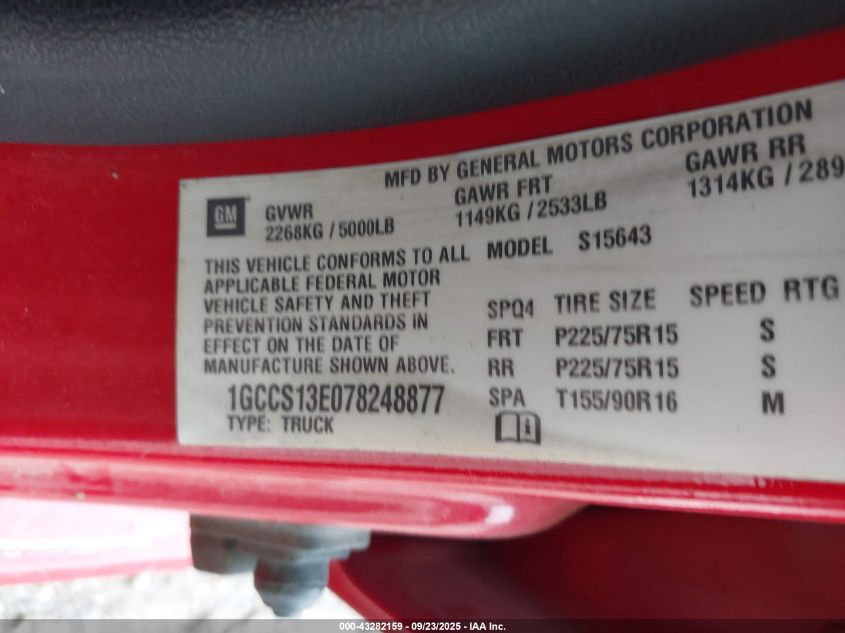 MFD BY GENERAL MOTORS CORPORATION
GM
GVWR GAWR FRT GAWR RR
2268KG / 5000LB 1149KG / 2533LB 1314KG / 289
THIS VEHICLE CONFORMS TO ALL
APPLICABLE FEDERAL MOTOR
VEHICLE SAFETY AND THEFT
PREVENTION STANDARDS IN
EFFECT ON THE DATE OF
MANUFACTURE SHOWN ABOVE.
1GCCS13E078248877
TYPE: TRUCK
MODEL S15643
SPQ4 TIRE SIZE SPEED RTG
FRT P225/75R15 S
RR P225/75R15 S
SPA T155/90R16 M
000-43282159 - 09/23/2025 - IAA Inc.